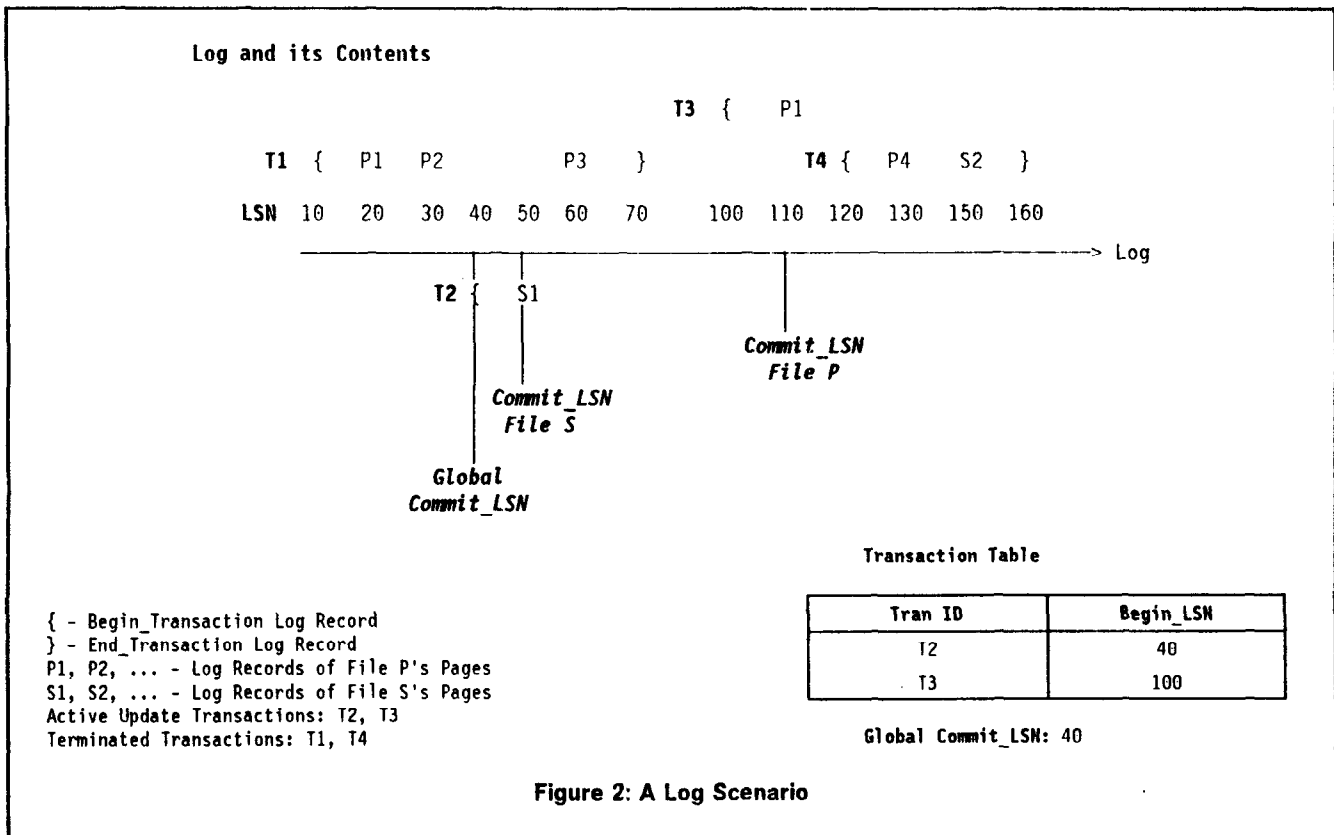 Log and its Contents
T3 { P1
T1 { P1 P2 P3 } T4 { P4 S2 }
LSN 10 20 30 40 50 60 70 100 110 120 130 150 160
> Log
T2 { S1
Commit_LSN
File P
Commit_LSN
File S
Global
Commit_LSN
Transaction Table
Tran ID Begin_LSN
T2 40
T3 100
Global Commit_LSN: 40
{ - Begin_Transaction Log Record
} - End_Transaction Log Record
P1, P2, ... - Log Records of File P's Pages
S1, S2, ... - Log Records of File S's Pages
Active Update Transactions: T2, T3
Terminated Transactions: T1, T4
Figure 2: A Log Scenario